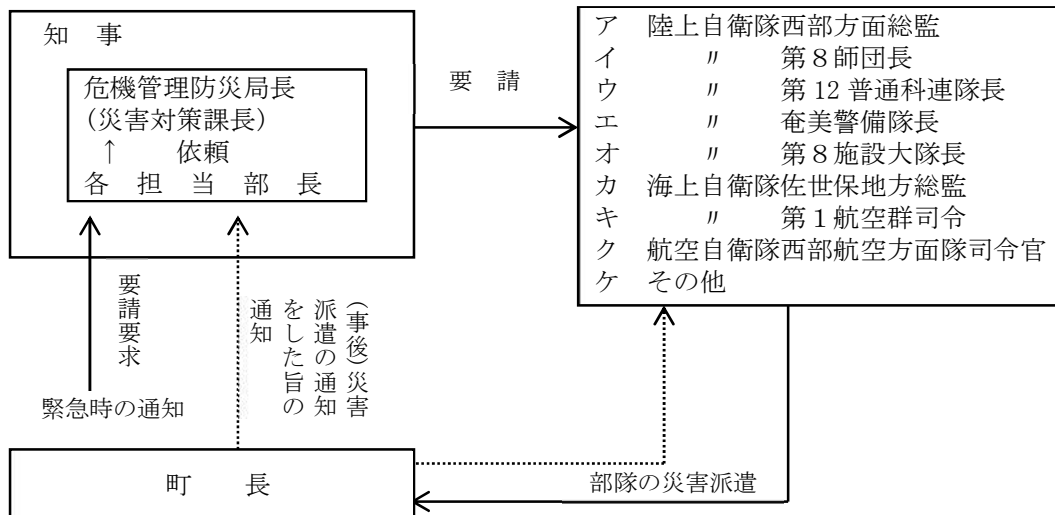 知 事
危機管理防災局長
(災害対策課長)
↑ 依頼
各 担 当 部 長
要 請
ア 陸上自衛隊西部方面総監
イ 〃 第8師団長
ウ 〃 第12普通科連隊長
エ 〃 奄美警備隊長
オ 〃 第8施設大隊長
カ 海上自衛隊佐世保地方総監
キ 〃 第1航空群司令
ク 航空自衛隊西部航空方面隊司令官
ケ その他
要請要求
(事後)災害
派遣の通知
をした旨の
通知
緊急時の通知
町 長
部隊の災害派遣